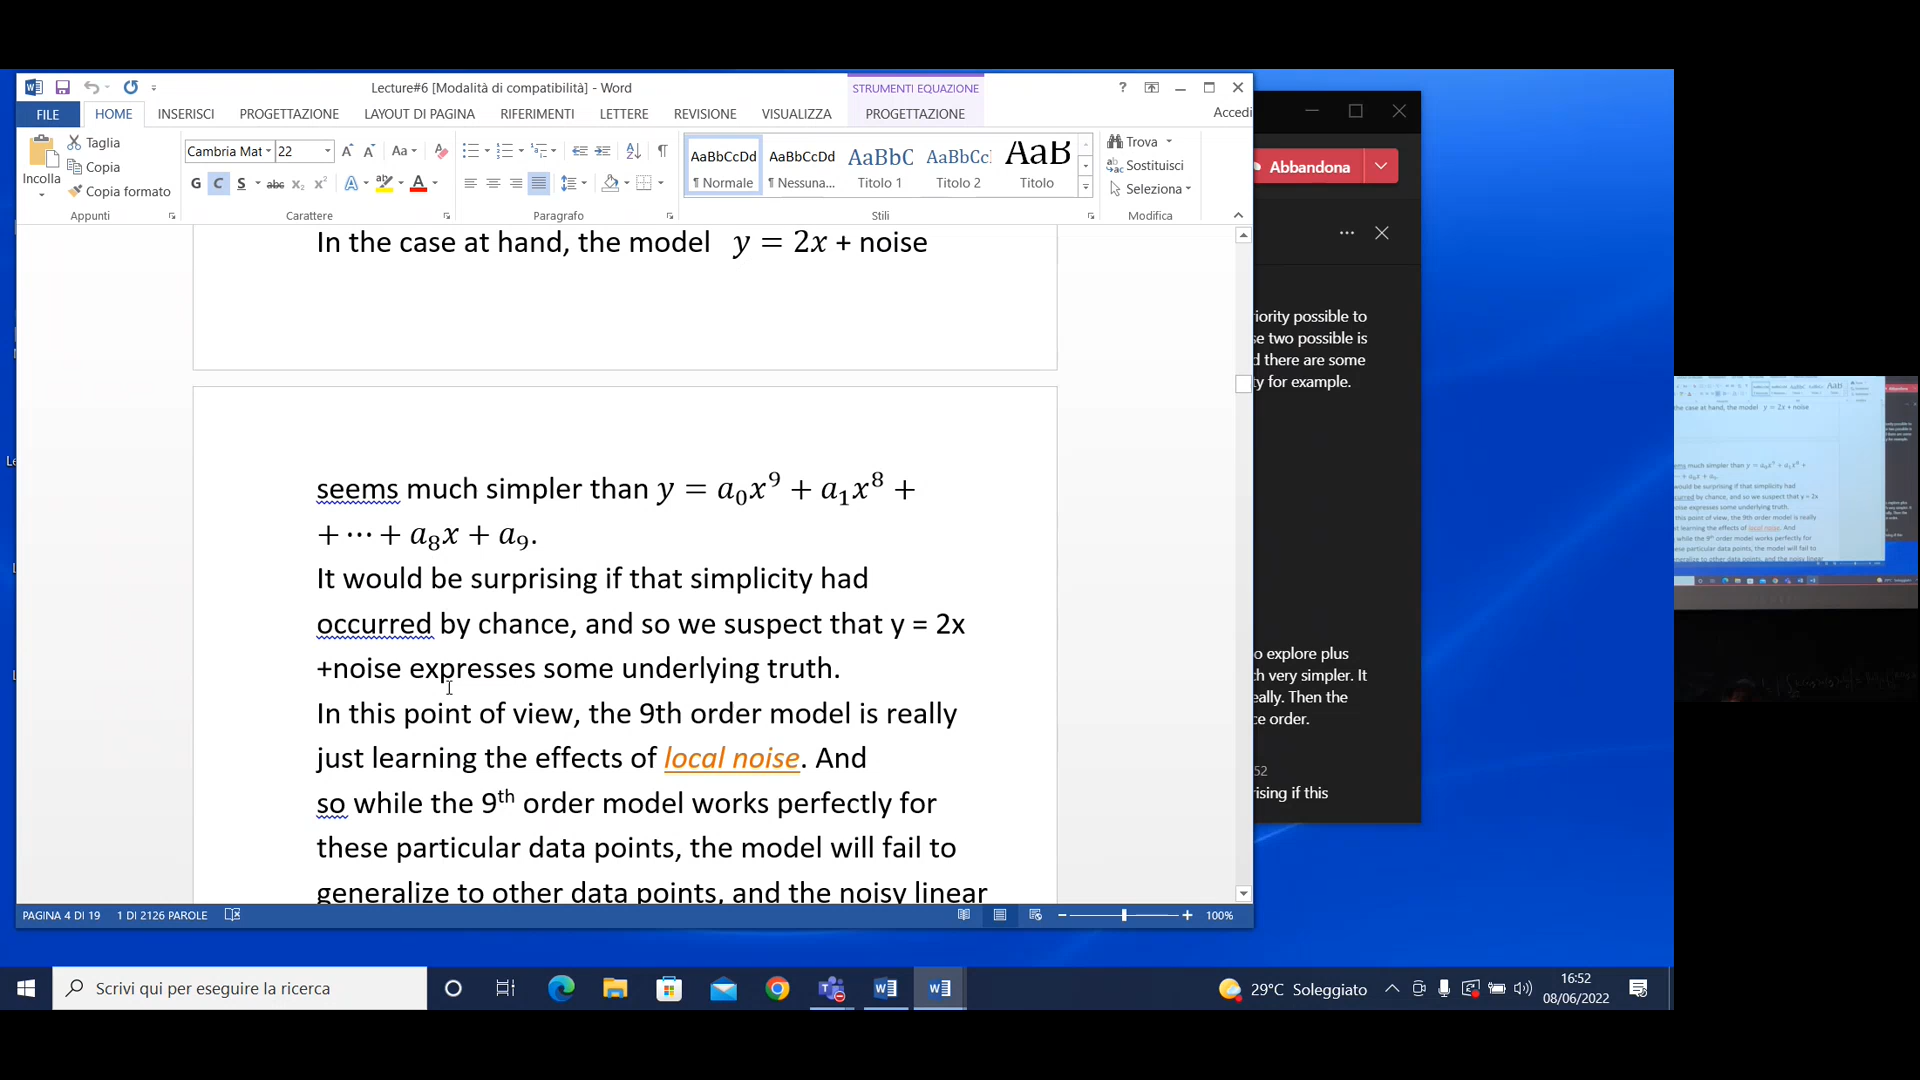 Lecture#6 [Modalità di compatibilità] - Word
STRUMENTI EQUAZIONE
FILE
HOME
INSERISCI
PROGETTAZIONE
LAYOUT DI PAGINA
RIFERIMENTI
LETTERE
REVISIONE
VISUALIZZA
PROGETTAZIONE
Accedi
Incolla
Taglia
Copia
Copia formato
Appunti
Cambria Mat
22
Carattere
Paragrafo
AaBbCcDd
¶ Normale
AaBbCcDd
¶ Nessuna...
AaBbC
Titolo 1
AaBbCc
Titolo 2
AaB
Titolo
Stili
Trova
Sostituisci
Seleziona
Modifica
In the case at hand, the model y = 2x + noise
seems much simpler than y = a₀x⁹ + a₁x⁸ +
+ ⋯ + a₈x + a₉.
It would be surprising if that simplicity had
occurred by chance, and so we suspect that y = 2x
+noise expresses some underlying truth.
In this point of view, the 9th order model is really
just learning the effects of local noise. And
so while the 9th order model works perfectly for
these particular data points, the model will fail to
generalize to other data points, and the noisy linear
PAGINA 4 DI 19
1 DI 2126 PAROLE
100%
Abbandona
iority possible to
se two possible is
d there are some
ty for example.
o explore plus
ch very simpler. It
eally. Then the
ce order.
52
rising if this
Scrivi qui per eseguire la ricerca
29°C Soleggiato
16:52
08/06/2022